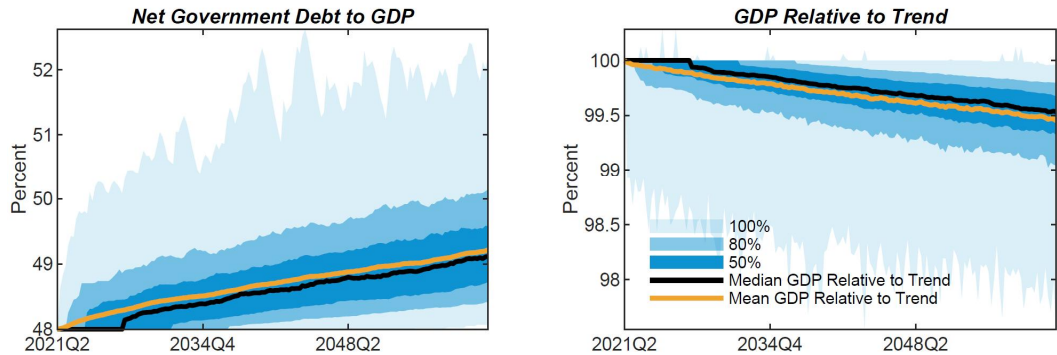 Net Government Debt to GDP
52
51
50
49
48
Percent
2021Q2
2034Q4
2048Q2
GDP Relative to Trend
100
99.5
99
98.5
98
Percent
100%
80%
50%
Median GDP Relative to Trend
Mean GDP Relative to Trend
2021Q2
2034Q4
2048Q2